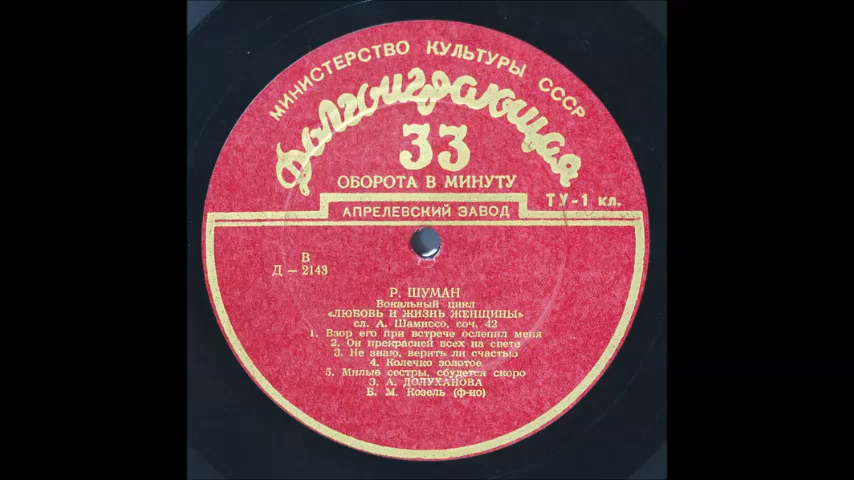 МИНИСТЕРСТВО КУЛЬТУРЫ СССР
Долгоиграющая
33
ОБОРОТА В МИНУТУ
ТУ-1 кл.
АПРЕЛЕВСКИЙ ЗАВОД
В
Д — 2143
Р. ШУМАН
Вокальный цикл
«ЛЮБОВЬ И ЖИЗНЬ ЖЕНЩИНЫ»
сл. А. Шамиссо, соч. 42
1. Взор его при встрече ослепил меня
2. Он прекрасней всех на свете
3. Не знаю, верить ли счастью
4. Колечко золотое
5. Милые сестры, сбудется скоро
З. А. ДОЛУХАНОВА
Б. М. Козель (ф-но)